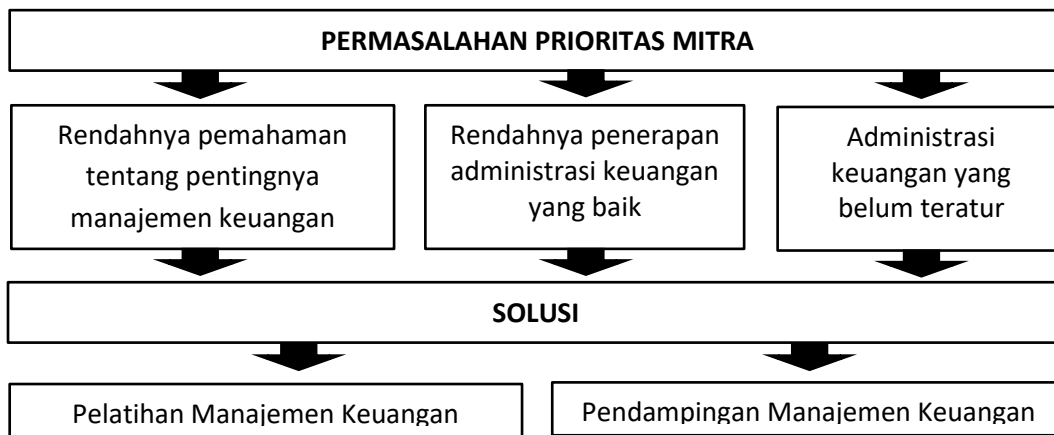 PERMASALAHAN PRIORITAS MITRA
Rendahnya pemahaman
tentang pentingnya
manajemen keuangan
Rendahnya penerapan
administrasi keuangan
yang baik
Administrasi
keuangan yang
belum teratur
SOLUSI
Pelatihan Manajemen Keuangan
Pendampingan Manajemen Keuangan